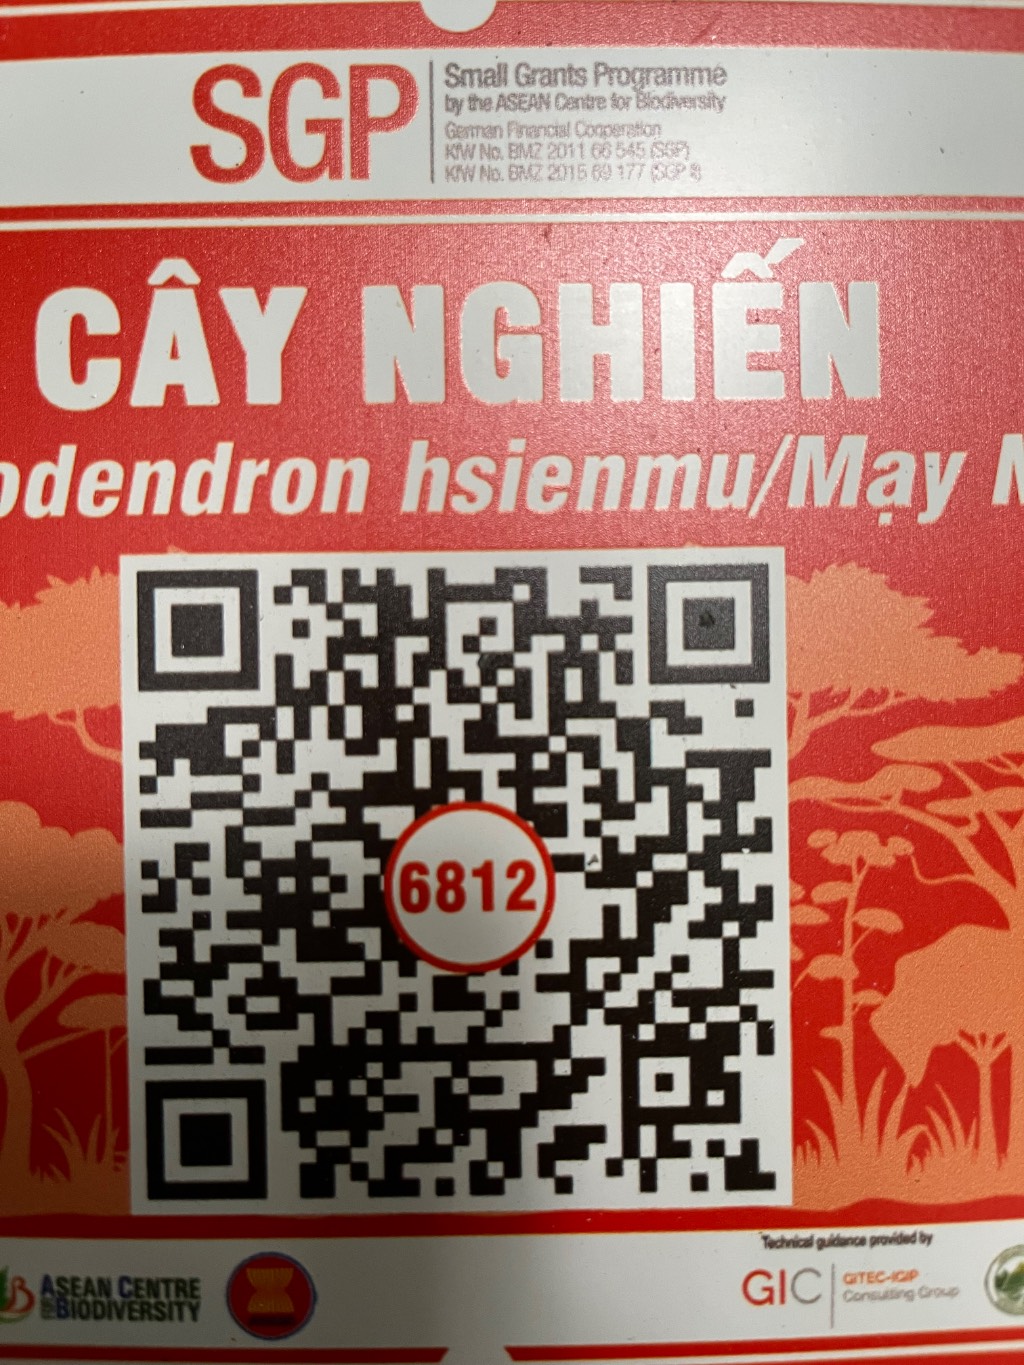 SGP
Small Grants Programme
by the ASEAN Centre for Biodiversity
German Financial Cooperation
KfW No. BMZ 2011 66 545 (SGP)
KfW No. BMZ 2015 69 177 (SGP II)
CÂY NGHIẾN
odendron hsienmu/Mạy N
6812
B
ASEAN CENTRE
FOR BIODIVERSITY
Technical guidance provided by
GIC
GITEC-IGIP
Consulting Group